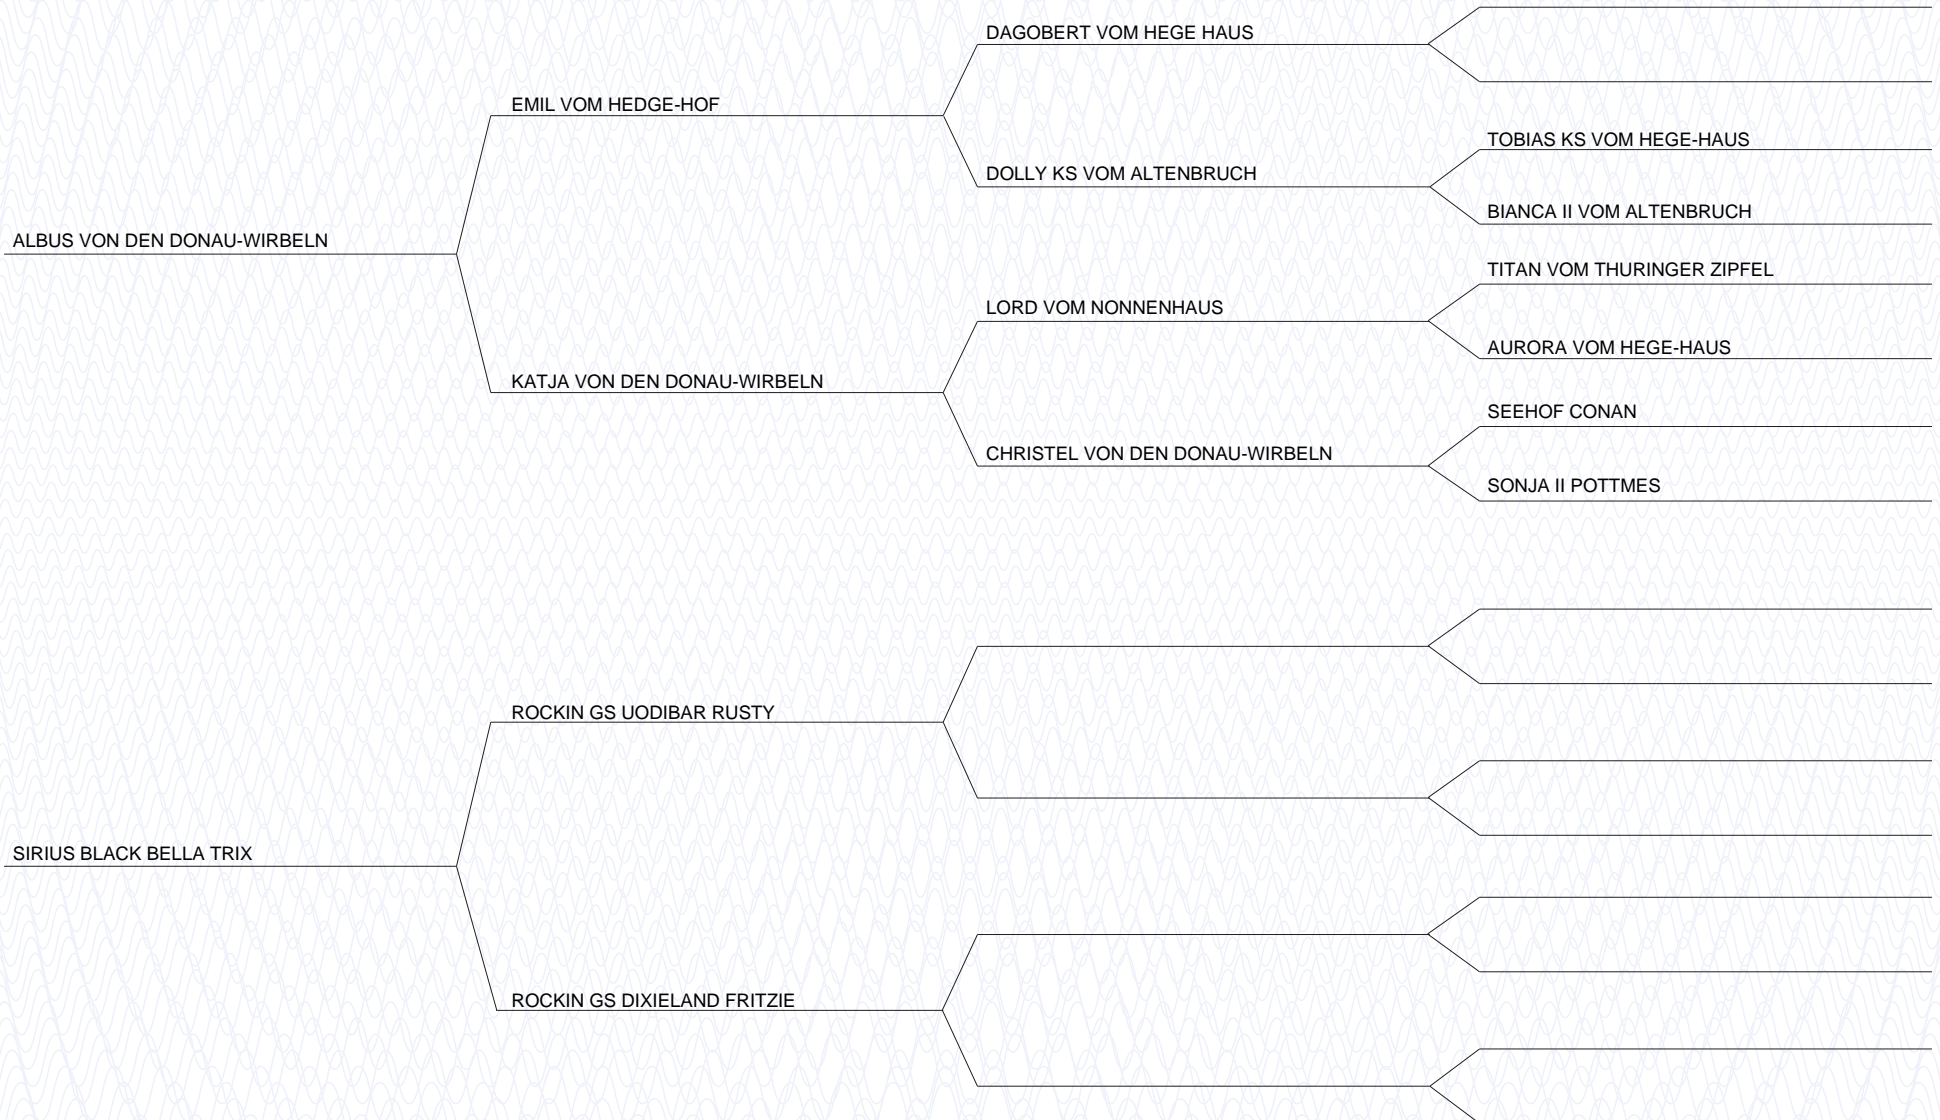 DAGOBERT VOM HEGE HAUS
EMIL VOM HEDGE-HOF
TOBIAS KS VOM HEGE-HAUS
DOLLY KS VOM ALTENBRUCH
BIANCA II VOM ALTENBRUCH
ALBUS VON DEN DONAU-WIRBELN
TITAN VOM THURINGER ZIPFEL
LORD VOM NONNENHAUS
AURORA VOM HEGE-HAUS
KATJA VON DEN DONAU-WIRBELN
SEEHOF CONAN
CHRISTEL VON DEN DONAU-WIRBELN
SONJA II POTTMES
ROCKIN GS UODIBAR RUSTY
SIRIUS BLACK BELLA TRIX
ROCKIN GS DIXIELAND FRITZIE